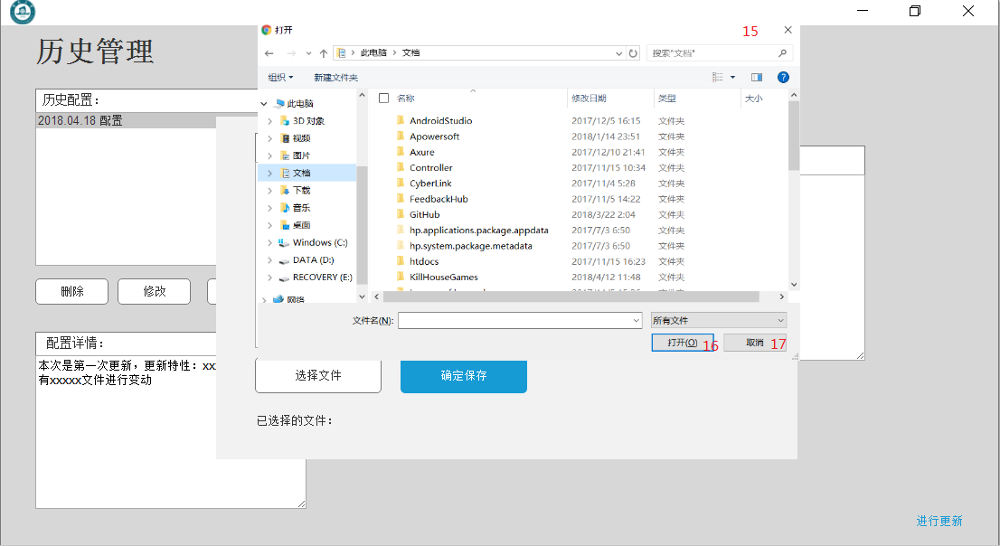 打开
15
此电脑 文档
搜索"文档"
组织
新建文件夹
历史管理
历史配置：
2018.04.18 配置
删除
修改
配置详情：
本次是第一次更新，更新特性：xx
有xxxxx文件进行变动
此电脑
3D 对象
视频
图片
文档
下载
音乐
桌面
Windows (C:)
DATA (D:)
RECOVERY (E:)
网络
名称 修改日期 类型 大小
AndroidStudio 2017/12/5 16:15 文件夹
Apowersoft 2018/1/14 23:51 文件夹
Axure 2017/12/10 21:41 文件夹
Controller 2017/11/15 10:34 文件夹
CyberLink 2017/11/4 5:28 文件夹
FeedbackHub 2017/11/5 14:22 文件夹
GitHub 2018/3/22 2:04 文件夹
hp.applications.package.appdata 2017/7/3 6:50 文件夹
hp.system.package.metadata 2017/7/3 6:50 文件夹
htdocs 2017/11/15 16:23 文件夹
KillHouseGames 2018/4/12 11:48 文件夹
文件名(N):
所有文件
打开(O) 16
取消 17
选择文件
确定保存
已选择的文件：
进行更新